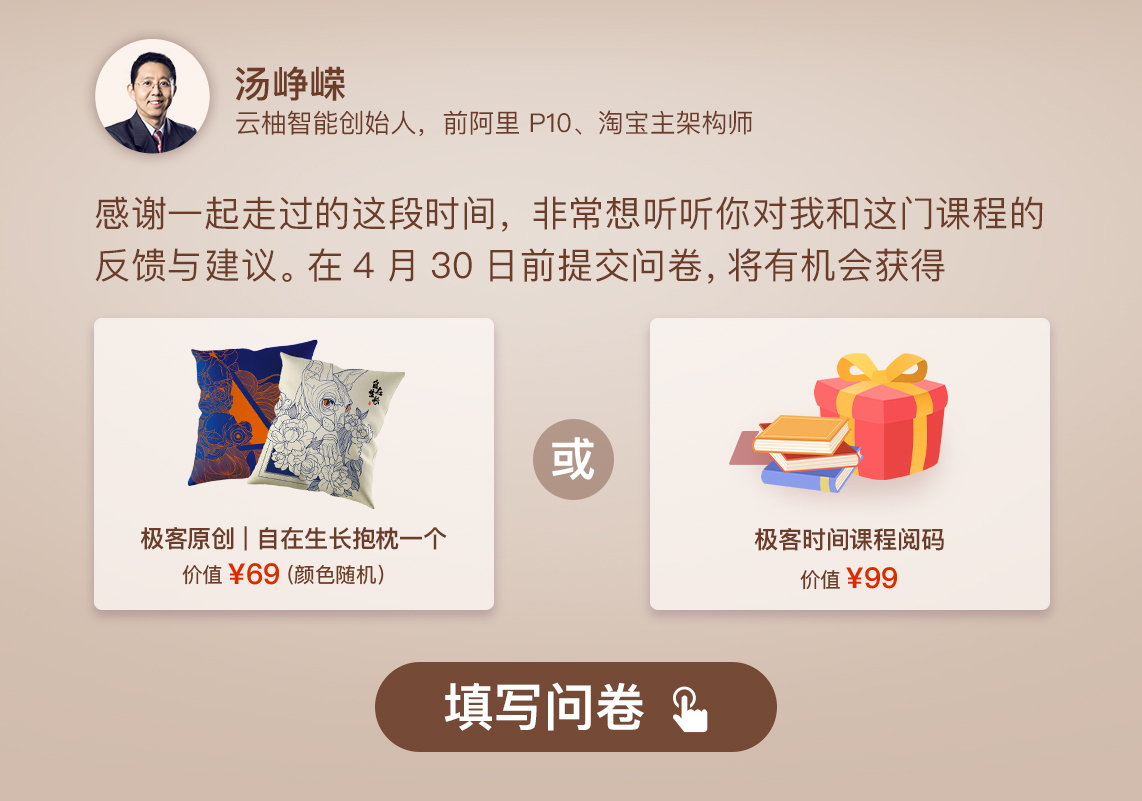 汤峥嵘
云柚智能创始人，前阿里 P10、淘宝主架构师
感谢一起走过的这段时间，非常想听听你对我和这门课程的
反馈与建议。在 4 月 30 日前提交问卷，将有机会获得
或
极客原创 | 自在生长抱枕一个
价值 ¥69 (颜色随机)
极客时间课程阅码
价值 ¥99
填写问卷